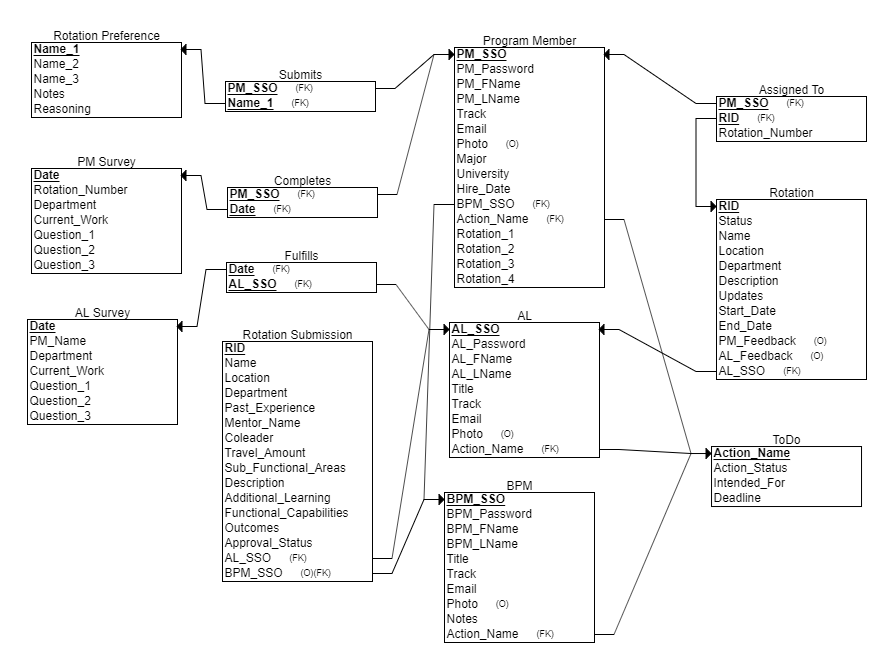 Rotation Preference
Name_1
Name_2
Name_3
Notes
Reasoning
Submits
PM_SSO (FK)
Name_1 (FK)
Program Member
PM_SSO
PM_Password
PM_FName
PM_LName
Track
Email
Photo (O)
Major
University
Hire_Date
BPM_SSO (FK)
Action_Name (FK)
Rotation_1
Rotation_2
Rotation_3
Rotation_4
Assigned To
PM_SSO (FK)
RID (FK)
Rotation_Number
PM Survey
Date
Rotation_Number
Department
Current_Work
Question_1
Question_2
Question_3
Completes
PM_SSO (FK)
Date (FK)
Rotation
RID
Status
Name
Location
Department
Description
Updates
Start_Date
End_Date
PM_Feedback (O)
AL_Feedback (O)
AL_SSO (FK)
Fulfills
Date (FK)
AL_SSO (FK)
AL Survey
Date
PM_Name
Department
Current_Work
Question_1
Question_2
Question_3
Rotation Submission
RID
Name
Location
Department
Past_Experience
Mentor_Name
Coleader
Travel_Amount
Sub_Functional_Areas
Description
Additional_Learning
Functional_Capabilities
Outcomes
Approval_Status
AL_SSO (FK)
BPM_SSO (O)(FK)
AL
AL_SSO
AL_Password
AL_FName
AL_LName
Title
Track
Email
Photo (O)
Action_Name (FK)
ToDo
Action_Name
Action_Status
Intended_For
Deadline
BPM
BPM_SSO
BPM_Password
BPM_FName
BPM_LName
Title
Track
Email
Photo (O)
Notes
Action_Name (FK)